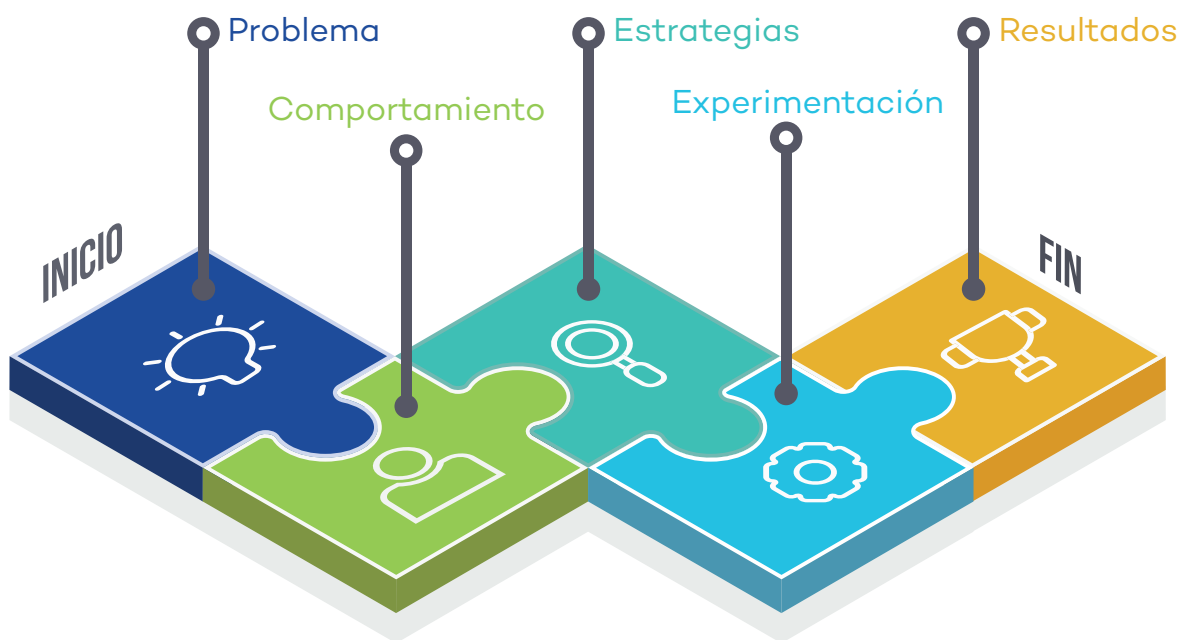 Problema
Estrategias
Resultados
Comportamiento
Experimentación
INICIO
FIN